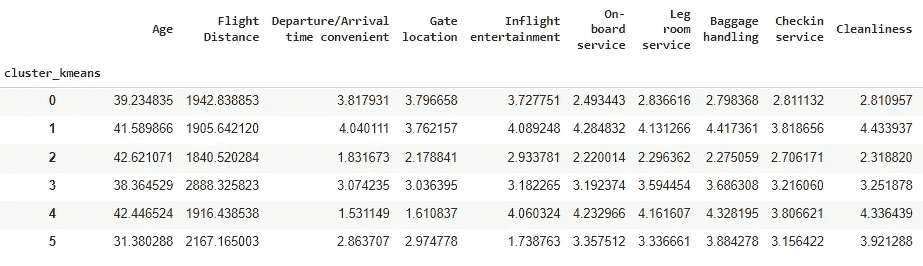 Age Flight Distance Departure/Arrival time convenient Gate location Inflight entertainment On-board service Leg room service Baggage handling Checkin service Cleanliness
cluster_kmeans
0 39.234835 1942.838853 3.817931 3.796658 3.727751 2.493443 2.836616 2.798368 2.811132 2.810957
1 41.589866 1905.642120 4.040111 3.762157 4.089248 4.284832 4.131266 4.417361 3.818656 4.433937
2 42.621071 1840.520284 1.831673 2.178841 2.933781 2.220014 2.296362 2.275059 2.706171 2.318820
3 38.364529 2888.325823 3.074235 3.036395 3.182265 3.192374 3.594454 3.686308 3.216060 3.251878
4 42.446524 1916.438538 1.531149 1.610837 4.060324 4.232966 4.161607 4.328195 3.806621 4.336439
5 31.380288 2167.165003 2.863707 2.974778 1.738763 3.357512 3.336661 3.884278 3.156422 3.921288